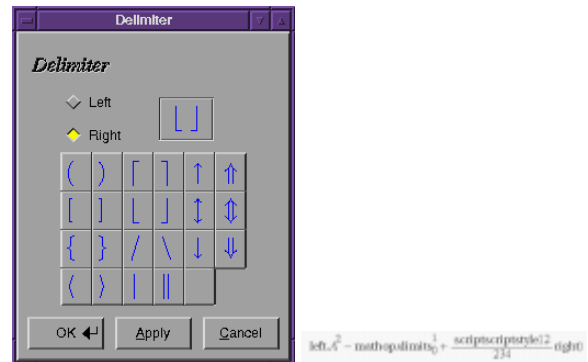 Delimiter
Delimiter
Left
⌊ ⌋
Right
( ) ⌈ ⌉ ↑ ⇑
[ ] ⌊ ⌋ ↕ ⇕
{ } / \ ↓ ⇓
⟨ ⟩ | ‖
OK Apply Cancel